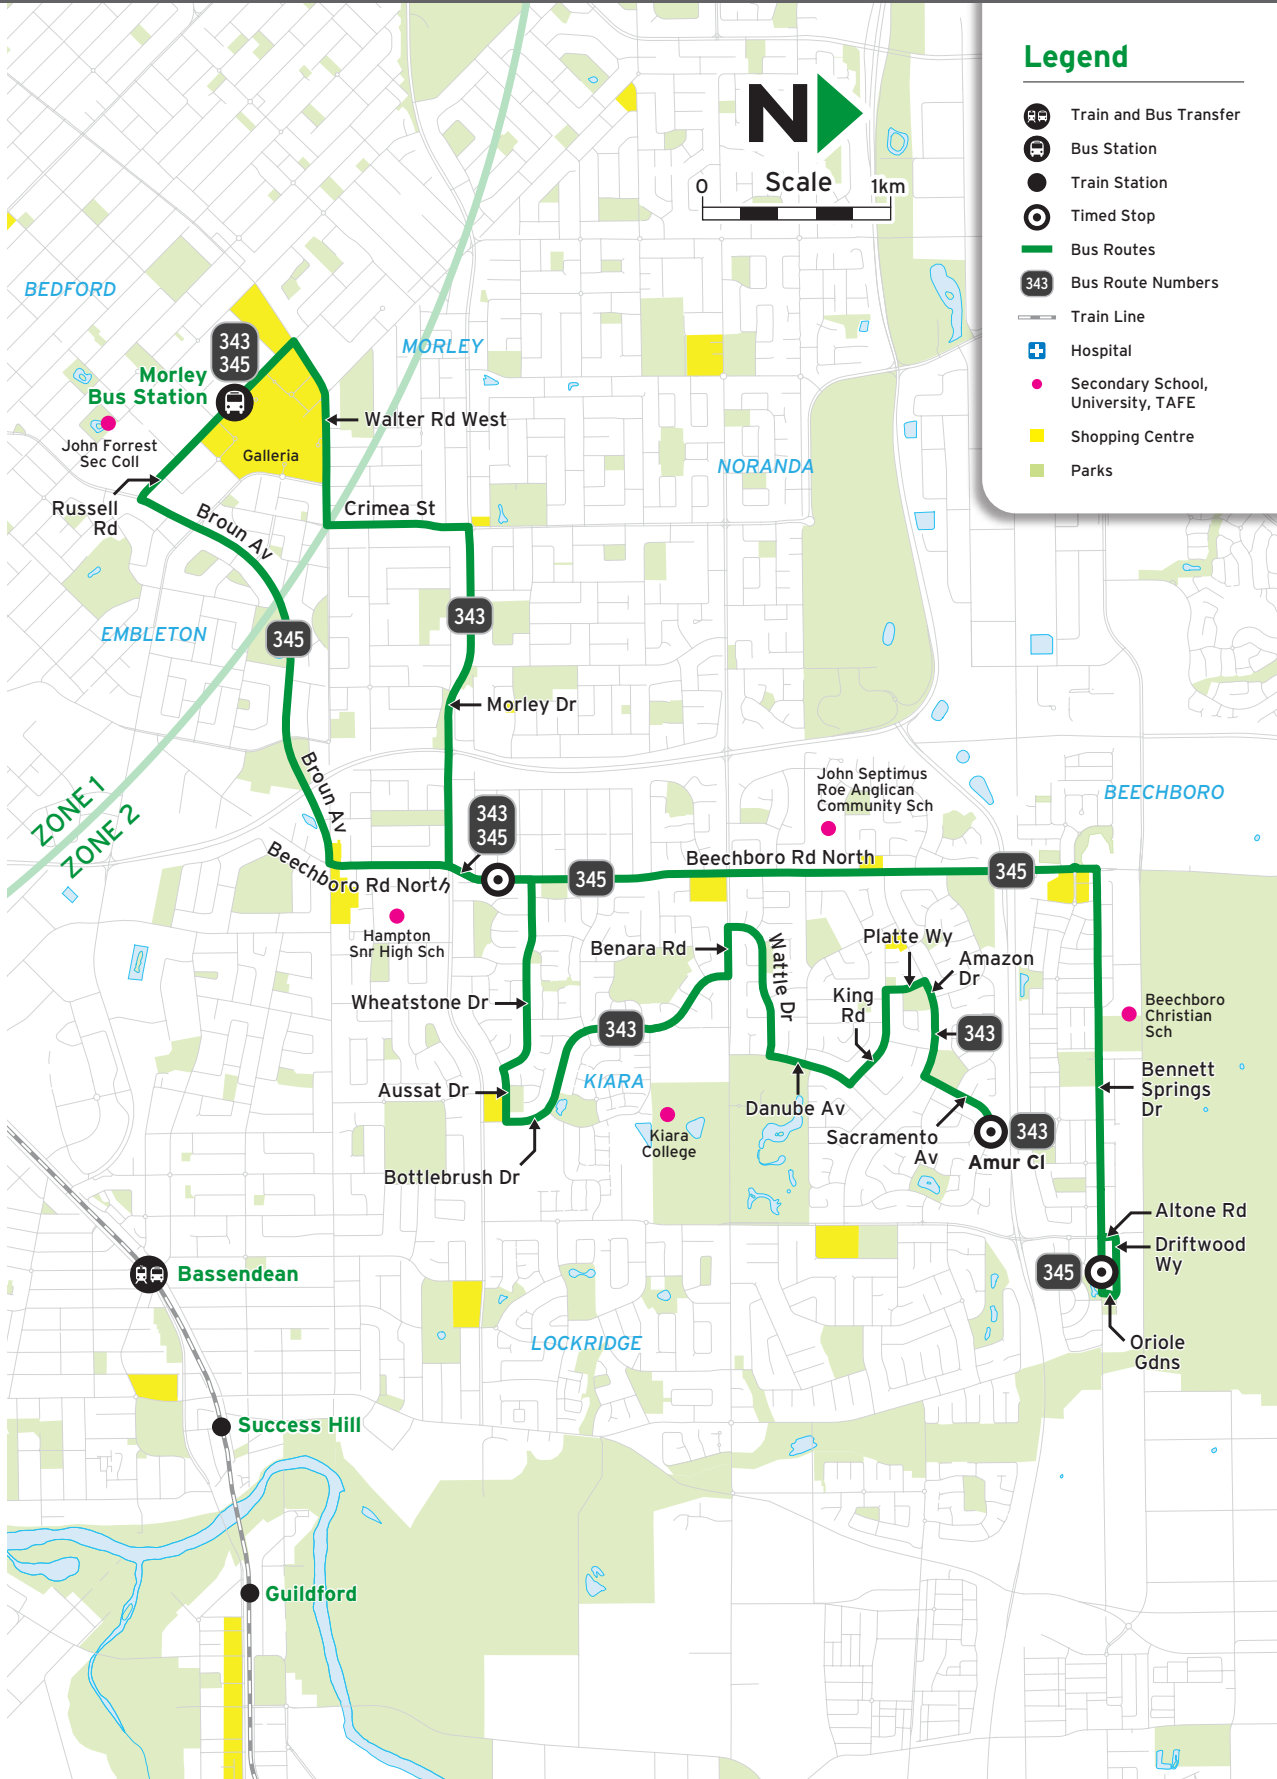 Legend
Train and Bus Transfer
Bus Station
Train Station
Timed Stop
Bus Routes
343
Bus Route Numbers
Train Line
Hospital
Secondary School,
University, TAFE
Shopping Centre
Parks
N
Scale
0
1km
BEDFORD
MORLEY
343
345
Morley
Bus Station
Walter Rd West
John Forrest
Sec Coll
Galleria
NORANDA
Russell
Rd
Broun Av
Crimea St
EMBLETON
345
343
Morley Dr
ZONE 1
ZONE 2
Broun Av
John Septimus
Roe Anglican
Community Sch
BEECHBORO
343
345
Beechboro Rd North
345
Beechboro Rd North
345
Hampton
Snr High Sch
Benara Rd
Wattle Dr
Platte Wy
Amazon
Dr
King
Rd
Wheatstone Dr
343
343
Beechboro
Christian
Sch
Aussat Dr
KIARA
Danube Av
Bennett
Springs
Dr
Kiara
College
Sacramento
Av
343
Amur Cl
Bottlebrush Dr
Altone Rd
Driftwood
Wy
345
Bassendean
Oriole
Gdns
LOCKRIDGE
Success Hill
Guildford